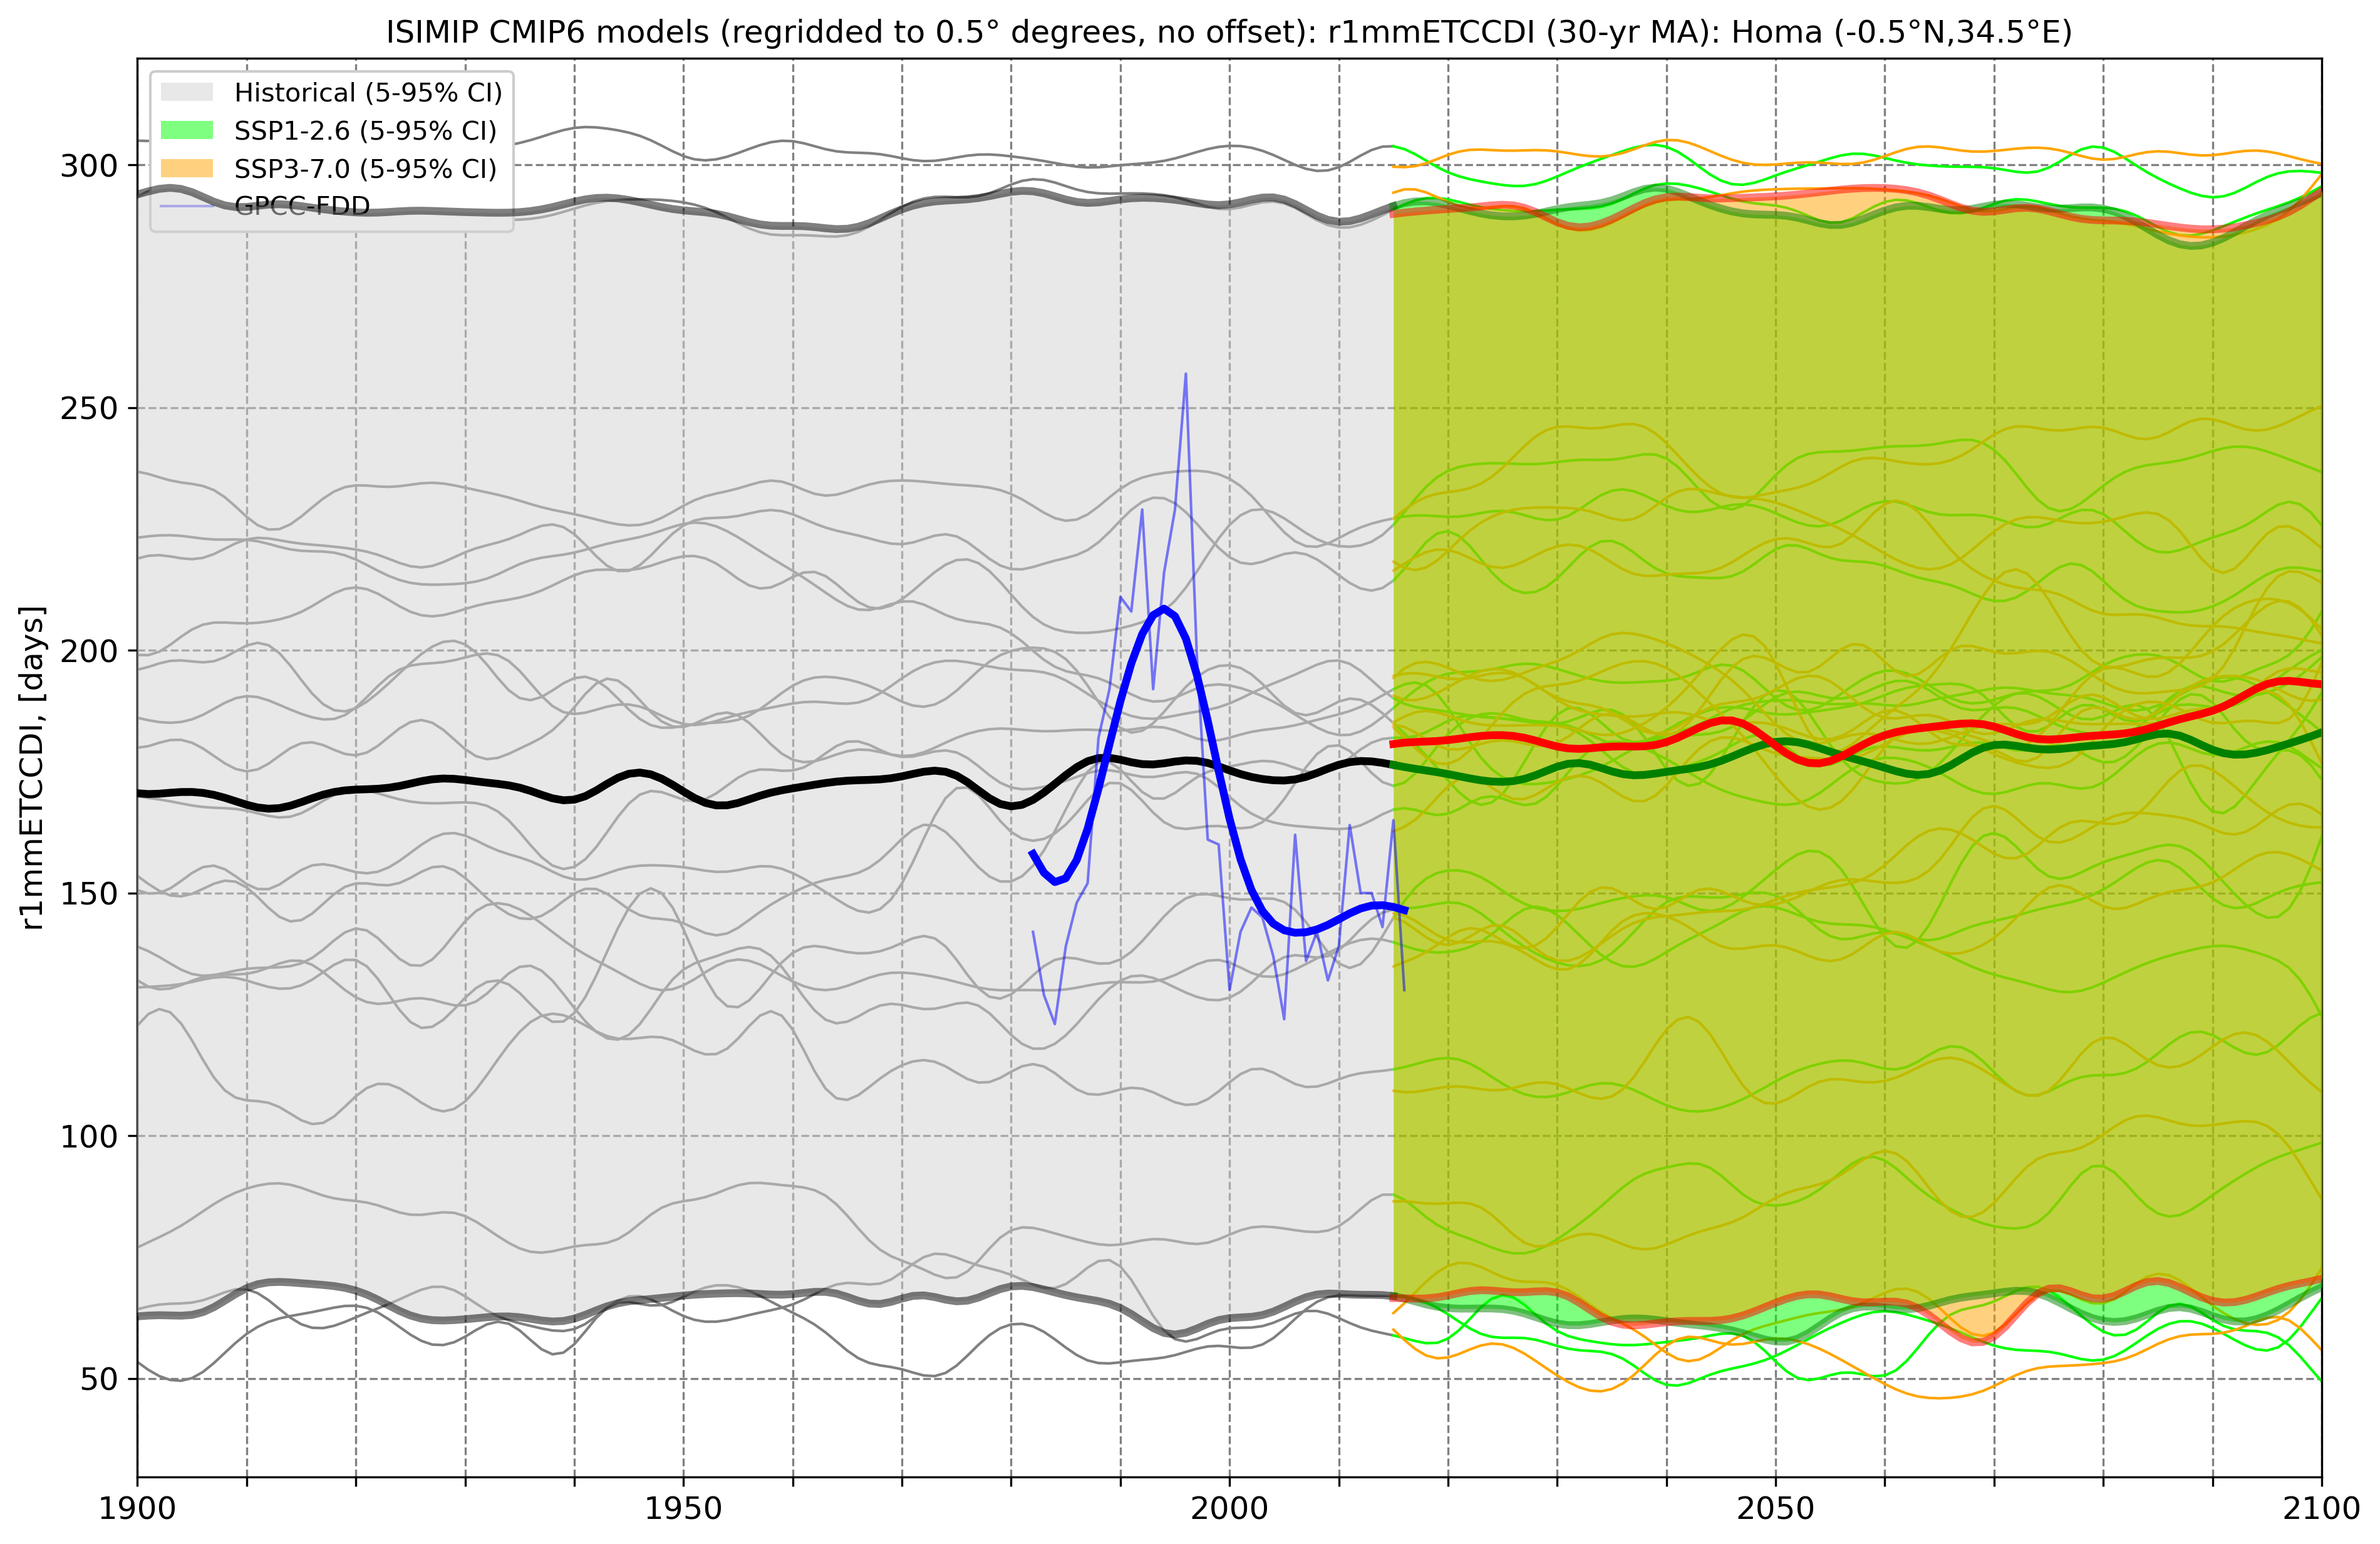 ISIMIP CMIP6 models (regridded to 0.5° degrees, no offset): r1mmETCCDI (30-yr MA): Homa (-0.5°N,34.5°E)
Historical (5-95% CI)
SSP1-2.6 (5-95% CI)
SSP3-7.0 (5-95% CI)
GPCC-FDD
r1mmETCCDI, [days]
300
250
200
150
100
50
1900
1950
2000
2050
2100